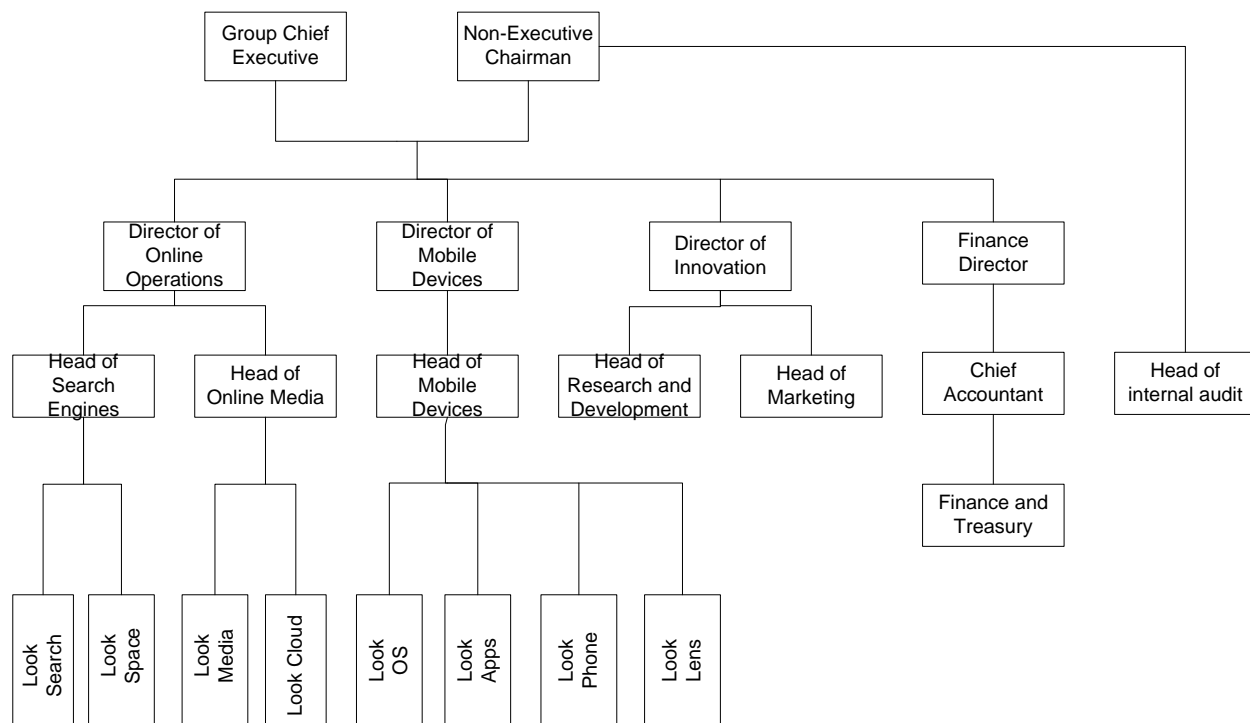 Group Chief
Executive
Non-Executive
Chairman
Director of
Online
Operations
Director of
Mobile
Devices
Director of
Innovation
Finance
Director
Head of
Search
Engines
Head of
Online Media
Head of
Mobile
Devices
Head of
Research and
Development
Head of
Marketing
Chief
Accountant
Head of
internal audit
Finance and
Treasury
Look
Search
Look
Space
Look
Media
Look Cloud
Look
OS
Look
Apps
Look
Phone
Look
Lens